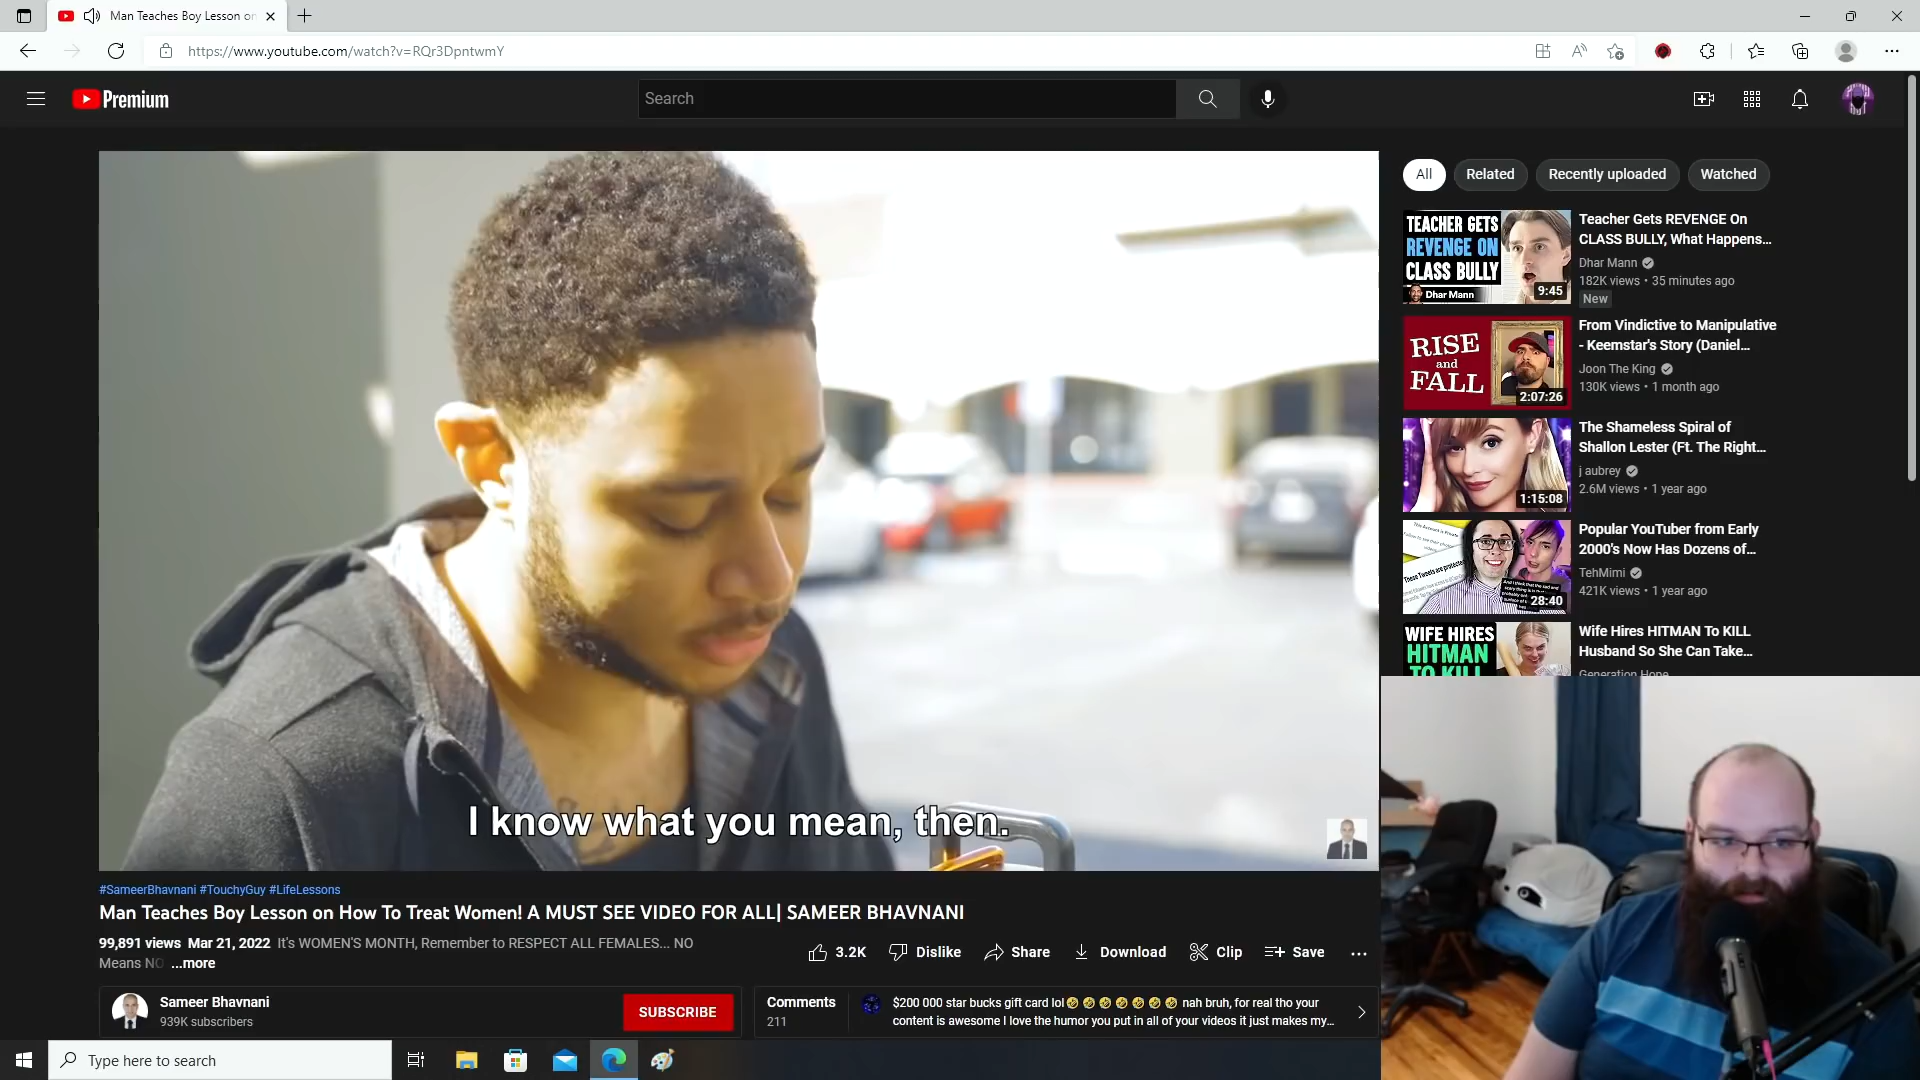 Man Teaches Boy Lesson on
https://www.youtube.com/watch?v=RQr3DpntwmY
Premium
Search
All
Related
Recently uploaded
Watched
I know what you mean, then.
TEACHER GETS
REVENGE ON
CLASS BULLY
Dhar Mann
9:45
Teacher Gets REVENGE On
CLASS BULLY, What Happens...
Dhar Mann
182K views • 35 minutes ago
New
RISE
and
FALL
2:07:26
From Vindictive to Manipulative
- Keemstar's Story (Daniel...
Joon The King
130K views • 1 month ago
1:15:08
The Shameless Spiral of
Shallon Lester (Ft. The Right...
j aubrey
2.6M views • 1 year ago
These Tweets are protected
28:40
Popular YouTuber from Early
2000's Now Has Dozens of...
TehMimi
421K views • 1 year ago
WIFE HIRES
HITMAN
TO KILL
Wife Hires HITMAN To KILL
Husband So She Can Take...
Generation Hope
#SameerBhavnani #TouchyGuy #LifeLessons
Man Teaches Boy Lesson on How To Treat Women! A MUST SEE VIDEO FOR ALL| SAMEER BHAVNANI
99,891 views Mar 21, 2022 It's WOMEN'S MONTH, Remember to RESPECT ALL FEMALES... NO
Means NO ...more
3.2K
Dislike
Share
Download
Clip
Save
Sameer Bhavnani
939K subscribers
SUBSCRIBE
Comments
211
$200 000 star bucks gift card lol🤣🤣🤣🤣🤣🤣🤣 nah bruh, for real tho your
content is awesome I love the humor you put in all of your videos it just makes my...
Type here to search